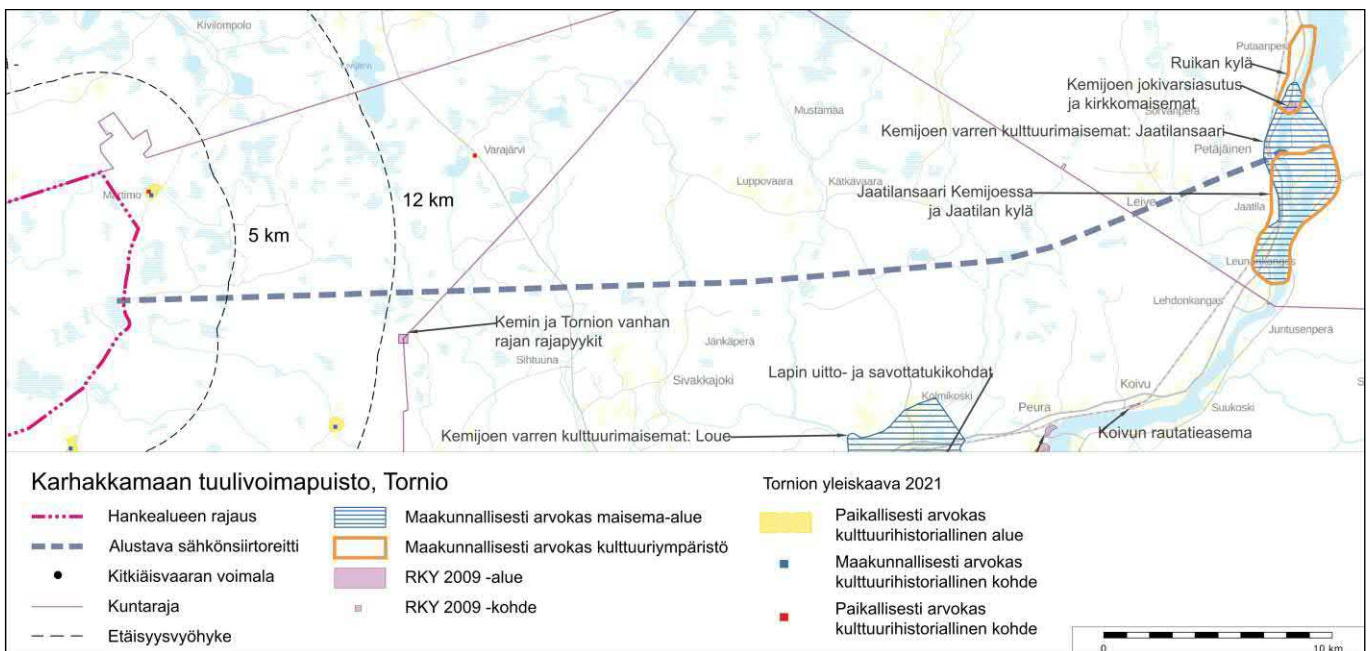 Kivilompolo
Putaanperä
Ruikan kylä
Kemijoen jokivarsiasutus
ja kirkkomaisemat
Mustamaa
Sorvanperä
Kemijoen varren kulttuurimaisemat: Jaatilansaari
Petäjäinen
Varajärvi
Luppovaara
Kätkävaara
Martimo
12 km
Jaatilansaari Kemijoessa
ja Jaatilan kylä
Leive
Jaatila
5 km
Leunankangas
Lehdonkangas
Kemin ja Tornion vanhan
rajan rajapyykit
Juntusenperä
Jänkäperä
Sihtuuna
Sivakkajoki
Lapin uitto- ja savottatukikohdat
Koivu
Kolmikoski
Peura
Suukoski
Kemijoen varren kulttuurimaisemat: Loue
Koivun rautatieasema
Karhakkamaan tuulivoimapuisto, Tornio
Hankealueen rajaus
Alustava sähkönsiirtoreitti
Kitkiäisvaaran voimala
Kuntaraja
Etäisyysvyöhyke
Maakunnallisesti arvokas maisema-alue
Maakunnallisesti arvokas kulttuuriympäristö
RKY 2009 -alue
RKY 2009 -kohde
Tornion yleiskaava 2021
Paikallisesti arvokas
kulttuurihistoriallinen alue
Maakunnallisesti arvokas
kulttuurihistoriallinen kohde
Paikallisesti arvokas
kulttuurihistoriallinen kohde
0
10 km